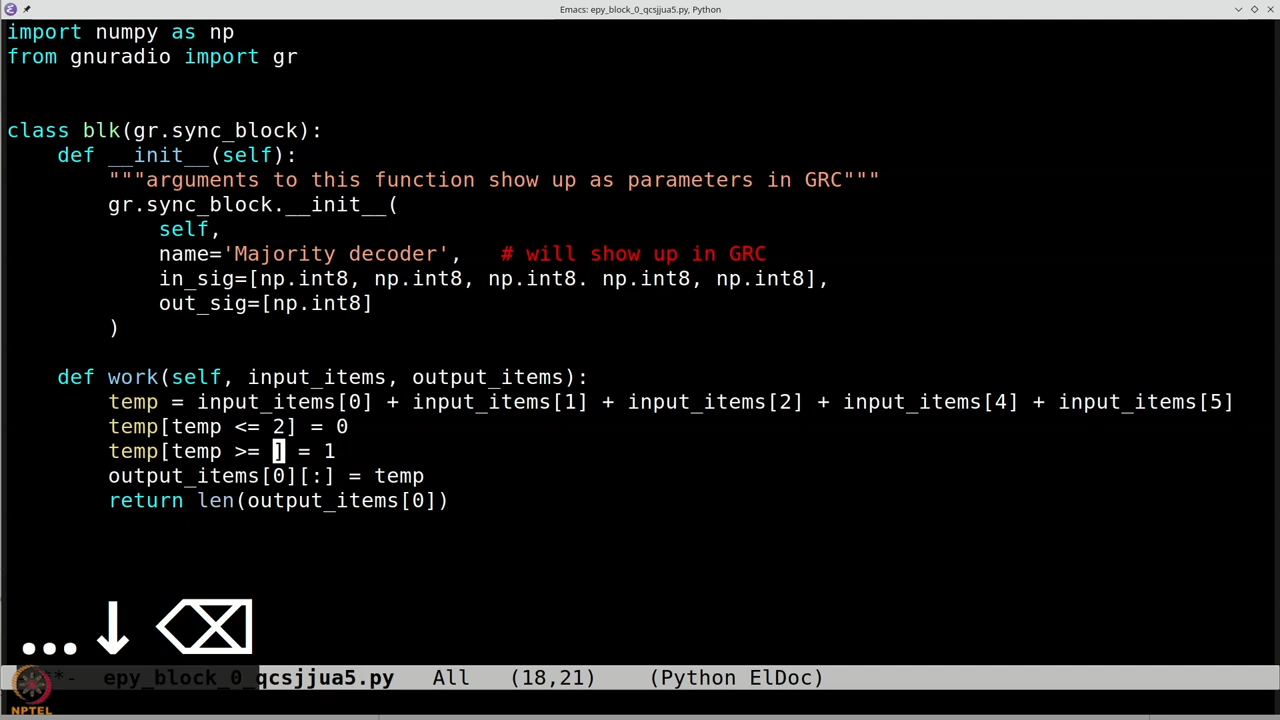 Emacs: epy_block_0_qcsjjua5.py, Python
import numpy as np
from gnuradio import gr
class blk(gr.sync_block):
    def __init__(self):
        """arguments to this function show up as parameters in GRC"""
        gr.sync_block.__init__(
            self,
            name='Majority decoder',   # will show up in GRC
            in_sig=[np.int8, np.int8, np.int8. np.int8, np.int8],
            out_sig=[np.int8]
        )
    def work(self, input_items, output_items):
        temp = input_items[0] + input_items[1] + input_items[2] + input_items[4] + input_items[5]
        temp[temp <= 2] = 0
        temp[temp >= ] = 1
        output_items[0][:] = temp
        return len(output_items[0])
... ↓ ⌫
*- epy_block_0_qcsjjua5.py All (18,21) (Python ElDoc)
NPTEL